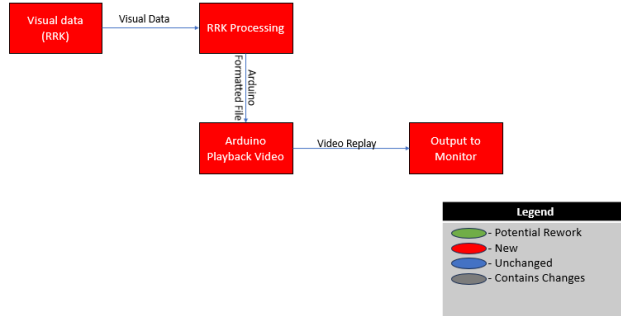 Visual data
(RRK)
Visual Data
RRK Processing
Arduino
Formatted File
Arduino
Playback Video
Video Replay
Output to
Monitor
Legend
- Potential Rework
- New
- Unchanged
- Contains Changes